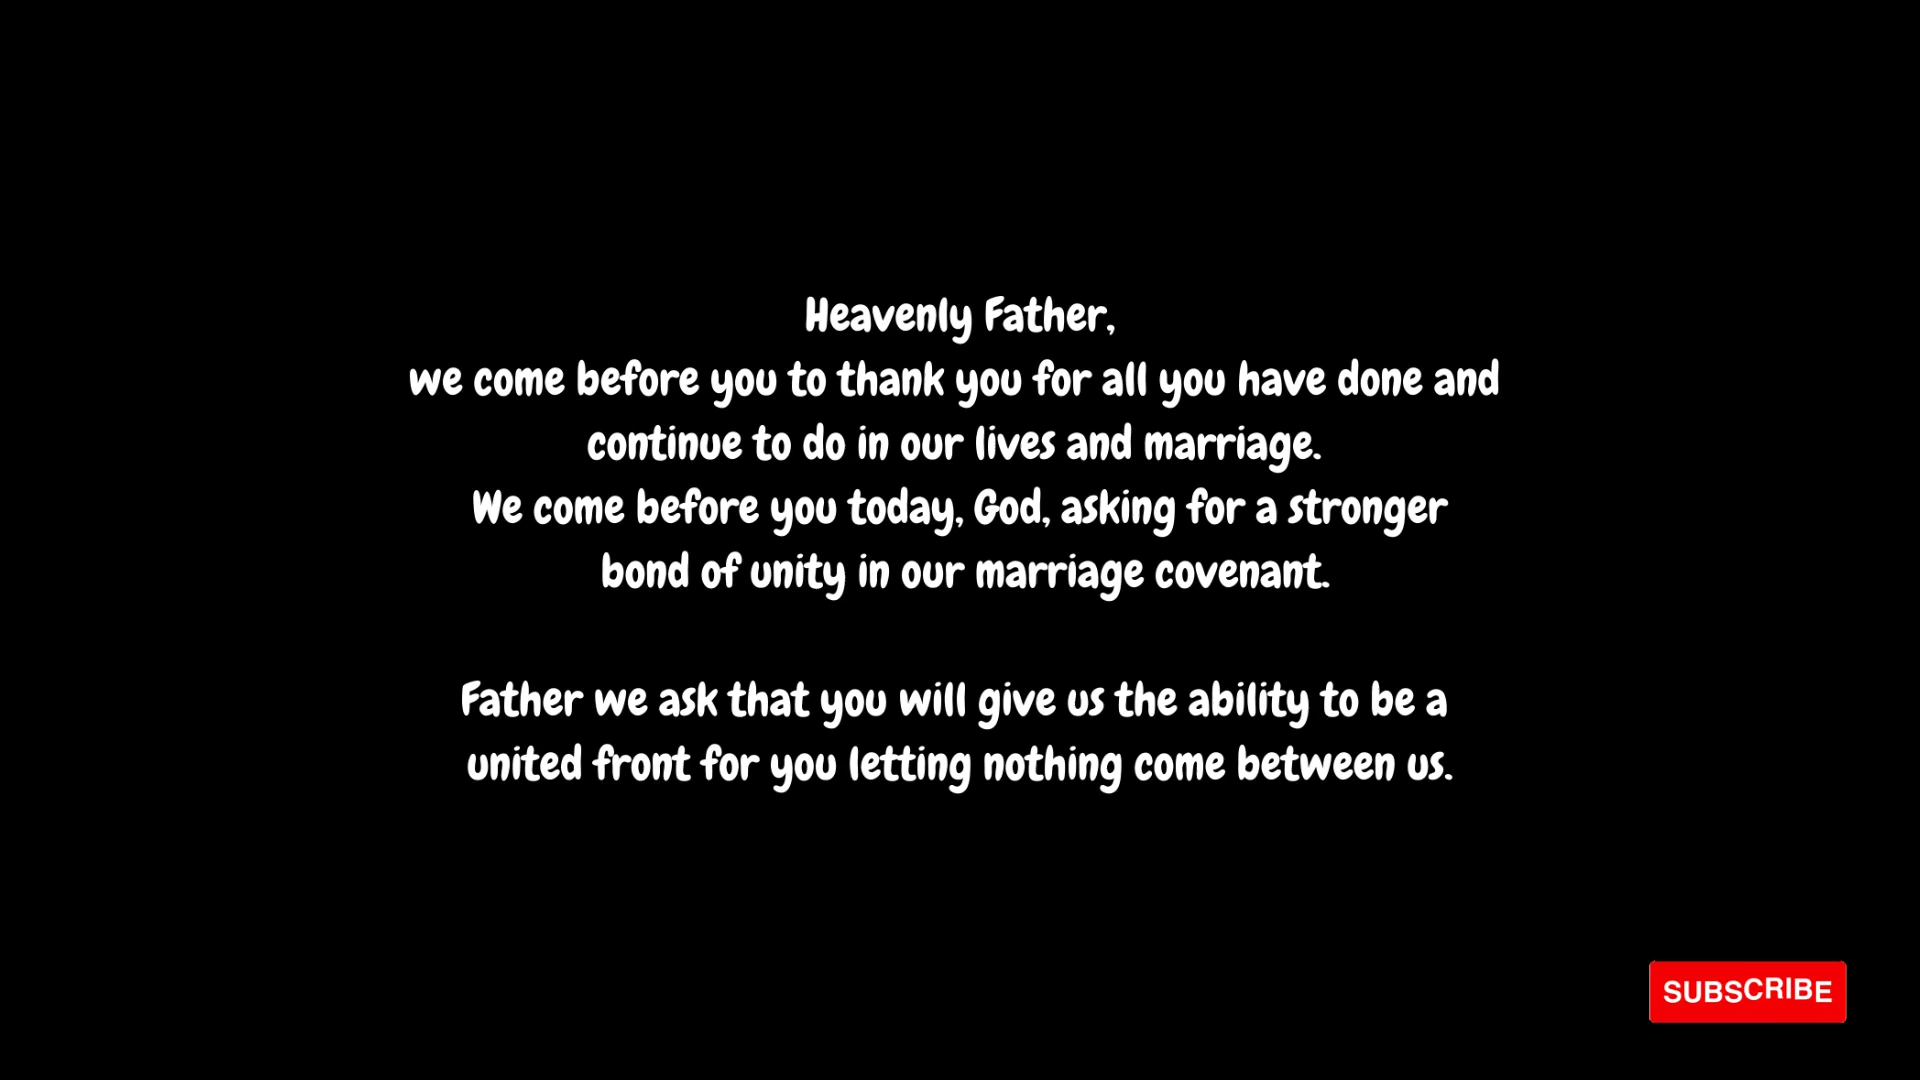 Heavenly Father,
we come before you to thank you for all you have done and
continue to do in our lives and marriage.
We come before you today, God, asking for a stronger
bond of unity in our marriage covenant.
Father we ask that you will give us the ability to be a
united front for you letting nothing come between us.
SUBSCRIBE